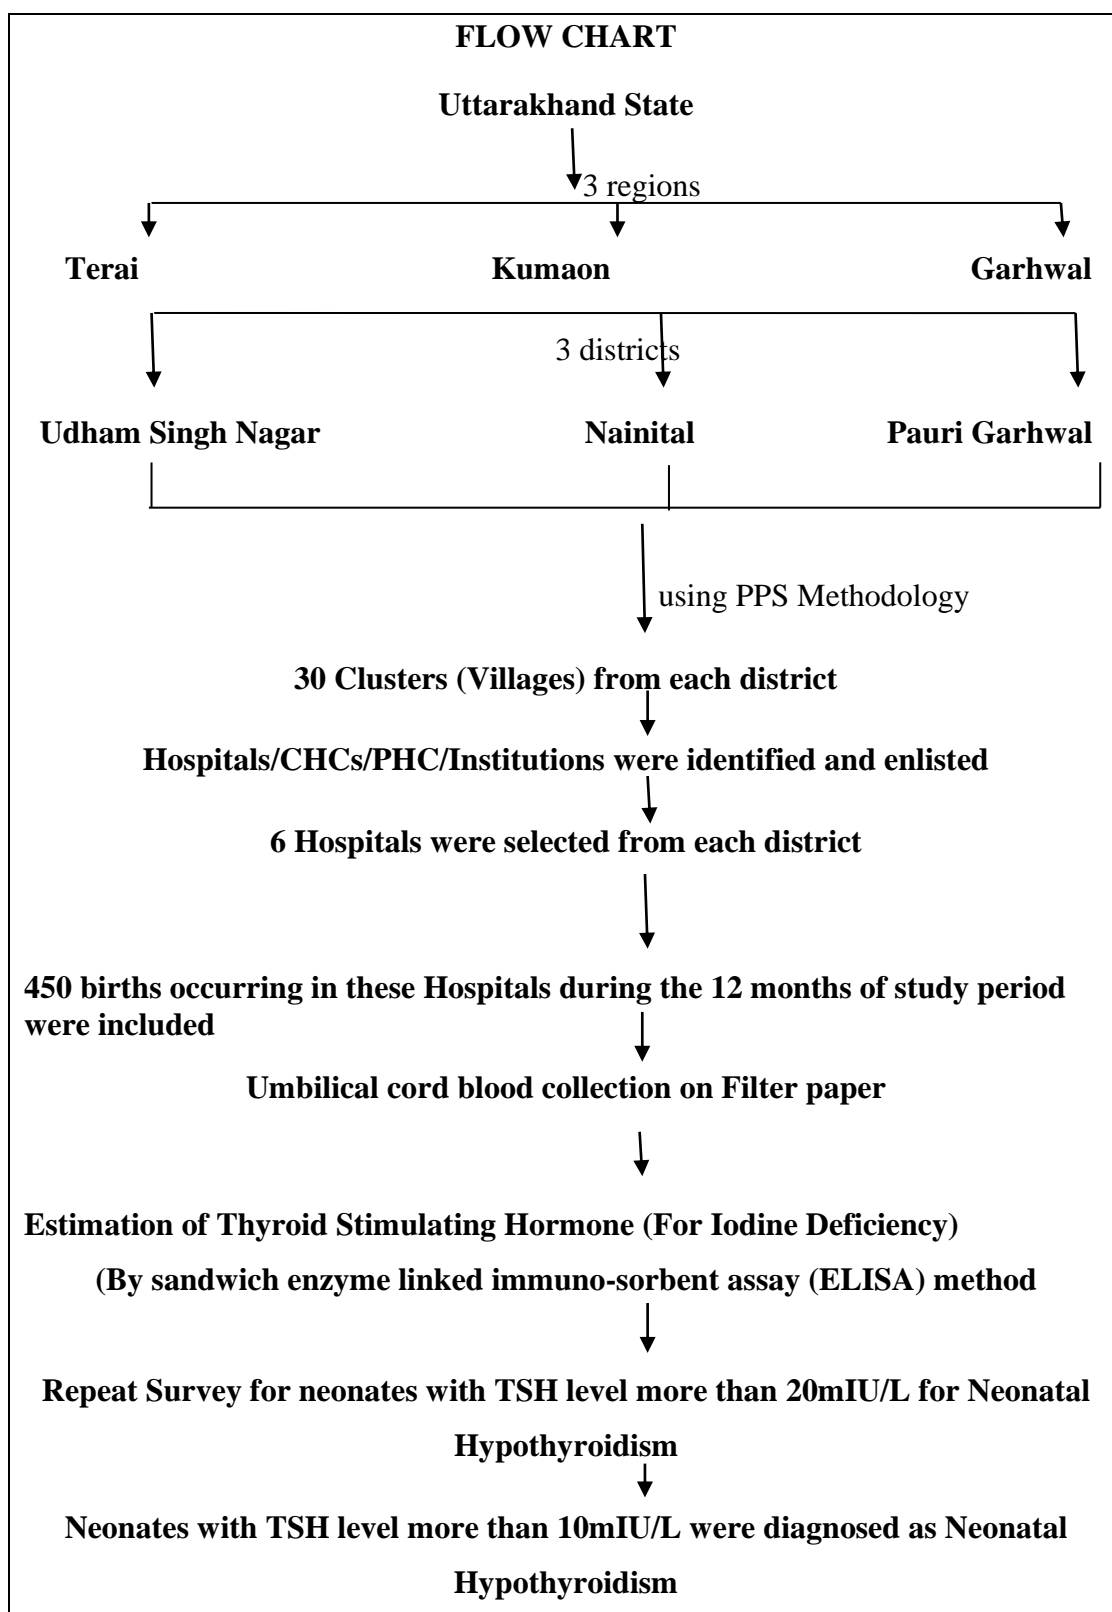 FLOW CHART
Uttarakhand State
3 regions
Terai Kumaon Garhwal
3 districts
Udham Singh Nagar Nainital Pauri Garhwal
using PPS Methodology
30 Clusters (Villages) from each district
Hospitals/CHCs/PHC/Institutions were identified and enlisted
6 Hospitals were selected from each district
450 births occurring in these Hospitals during the 12 months of study period
were included
Umbilical cord blood collection on Filter paper
Estimation of Thyroid Stimulating Hormone (For Iodine Deficiency)
(By sandwich enzyme linked immuno-sorbent assay (ELISA) method
Repeat Survey for neonates with TSH level more than 20mIU/L for Neonatal
Hypothyroidism
Neonates with TSH level more than 10mIU/L were diagnosed as Neonatal
Hypothyroidism